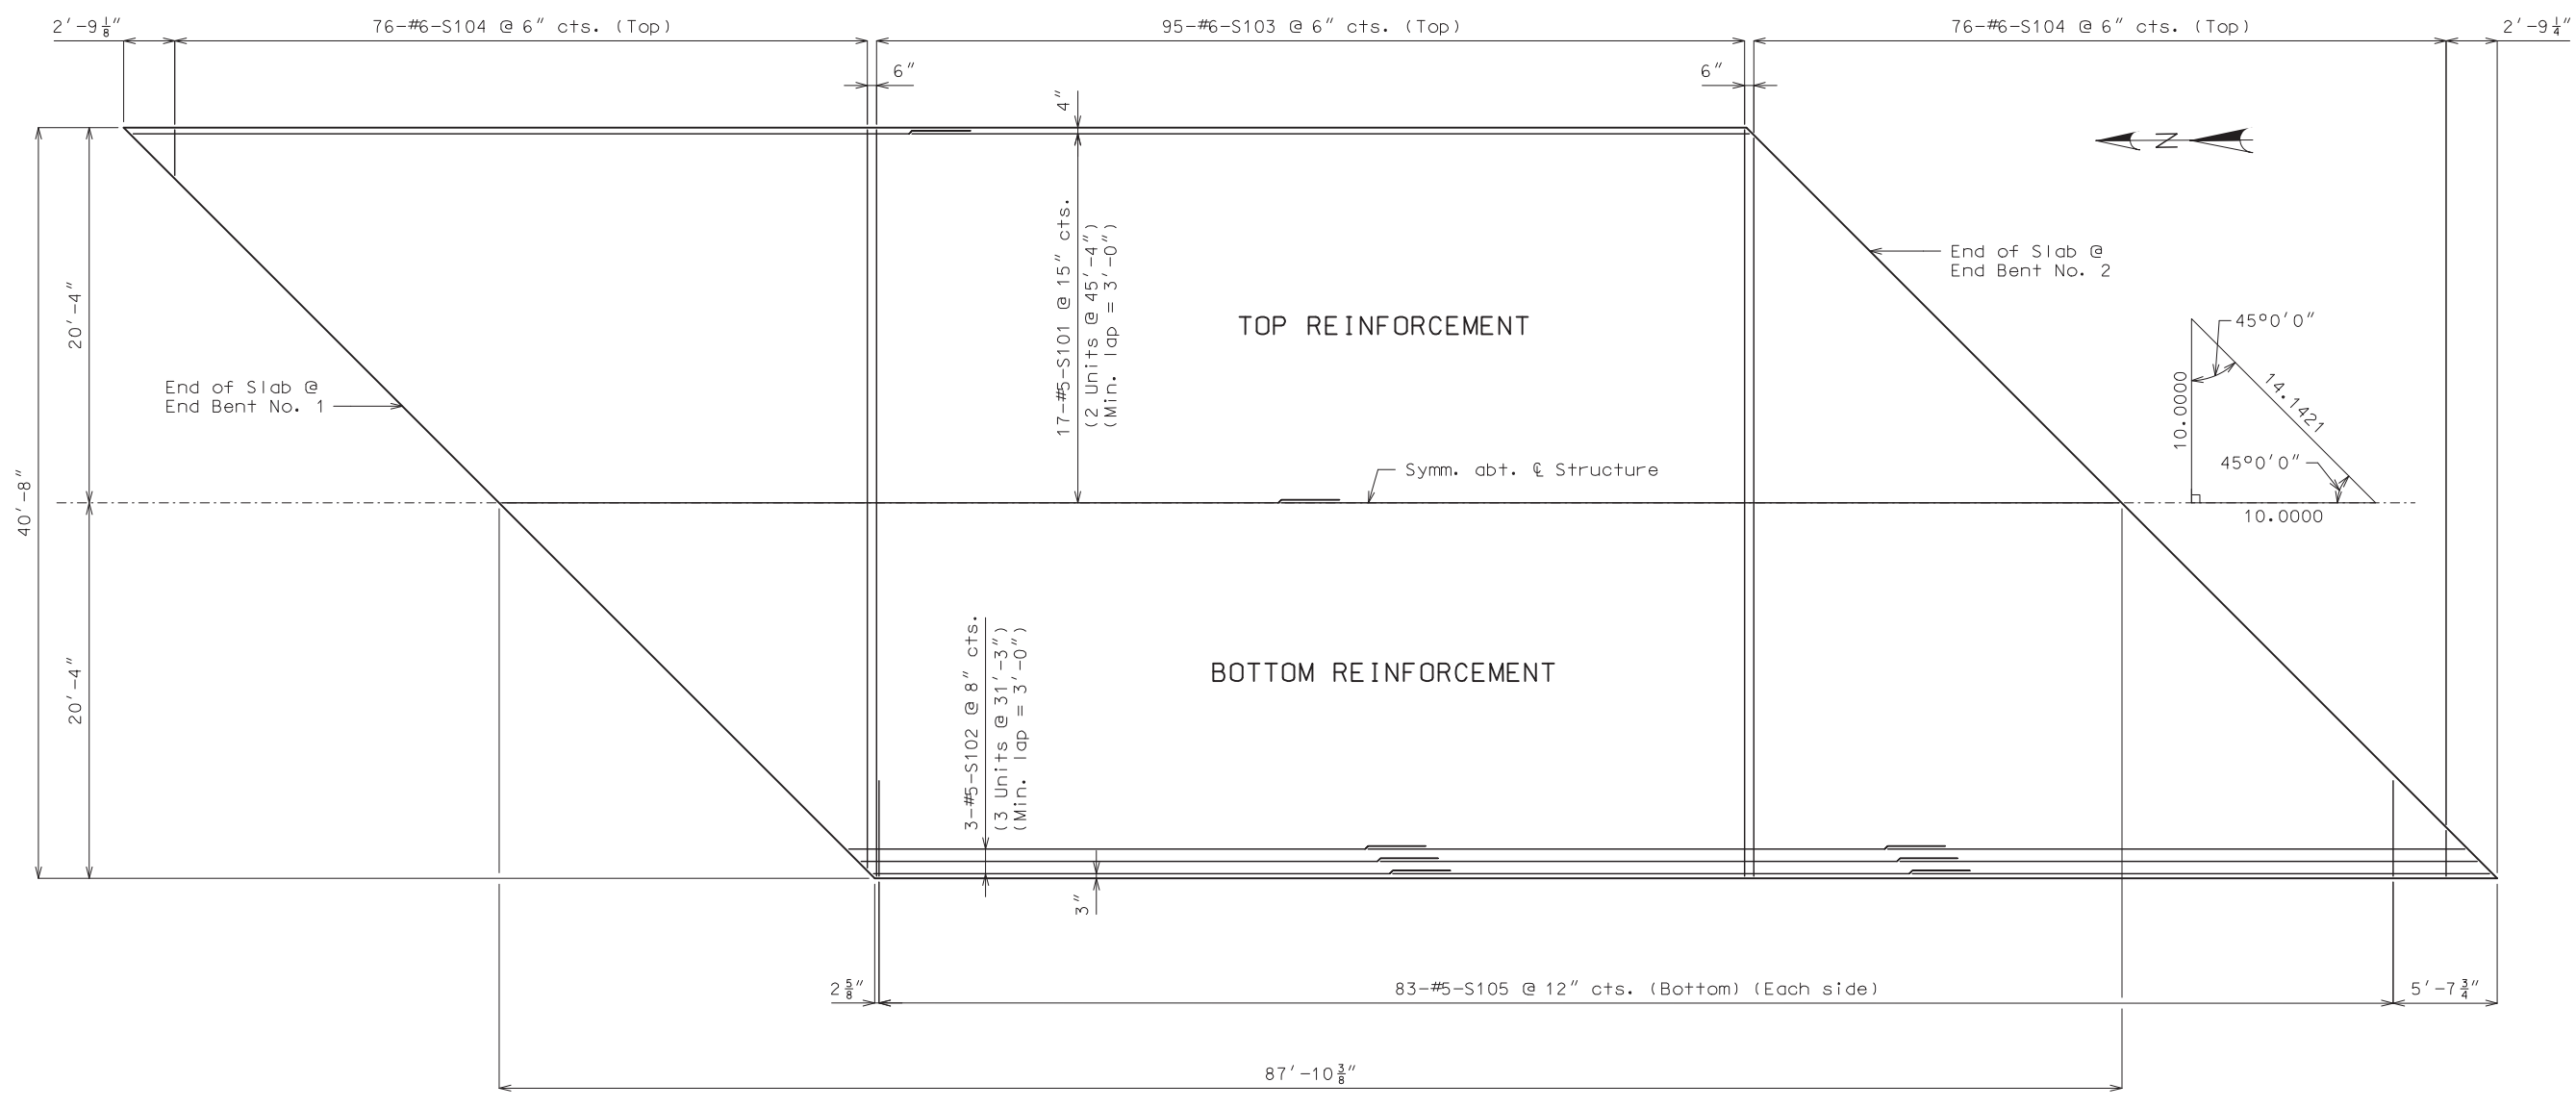 2'-9⅛"
76-#6-S104 @ 6" cts. (Top)
95-#6-S103 @ 6" cts. (Top)
76-#6-S104 @ 6" cts. (Top)
2'-9¼"
6"
6"
4"
N
17-#5-S101 @ 15" cts.
(2 Units @ 45'-4")
(Min. lap = 3'-0")
End of Slab @
End Bent No. 2
20'-4"
TOP REINFORCEMENT
45°0'0"
10.0000
14.1421
45°0'0"
10.0000
End of Slab @
End Bent No. 1
Symm. abt. ℄ Structure
40'-8"
20'-4"
3-#5-S102 @ 8" cts.
(3 Units @ 31'-3")
(Min. lap = 3'-0")
BOTTOM REINFORCEMENT
3"
2⅝"
83-#5-S105 @ 12" cts. (Bottom) (Each side)
5'-7¾"
87'-10⅜"